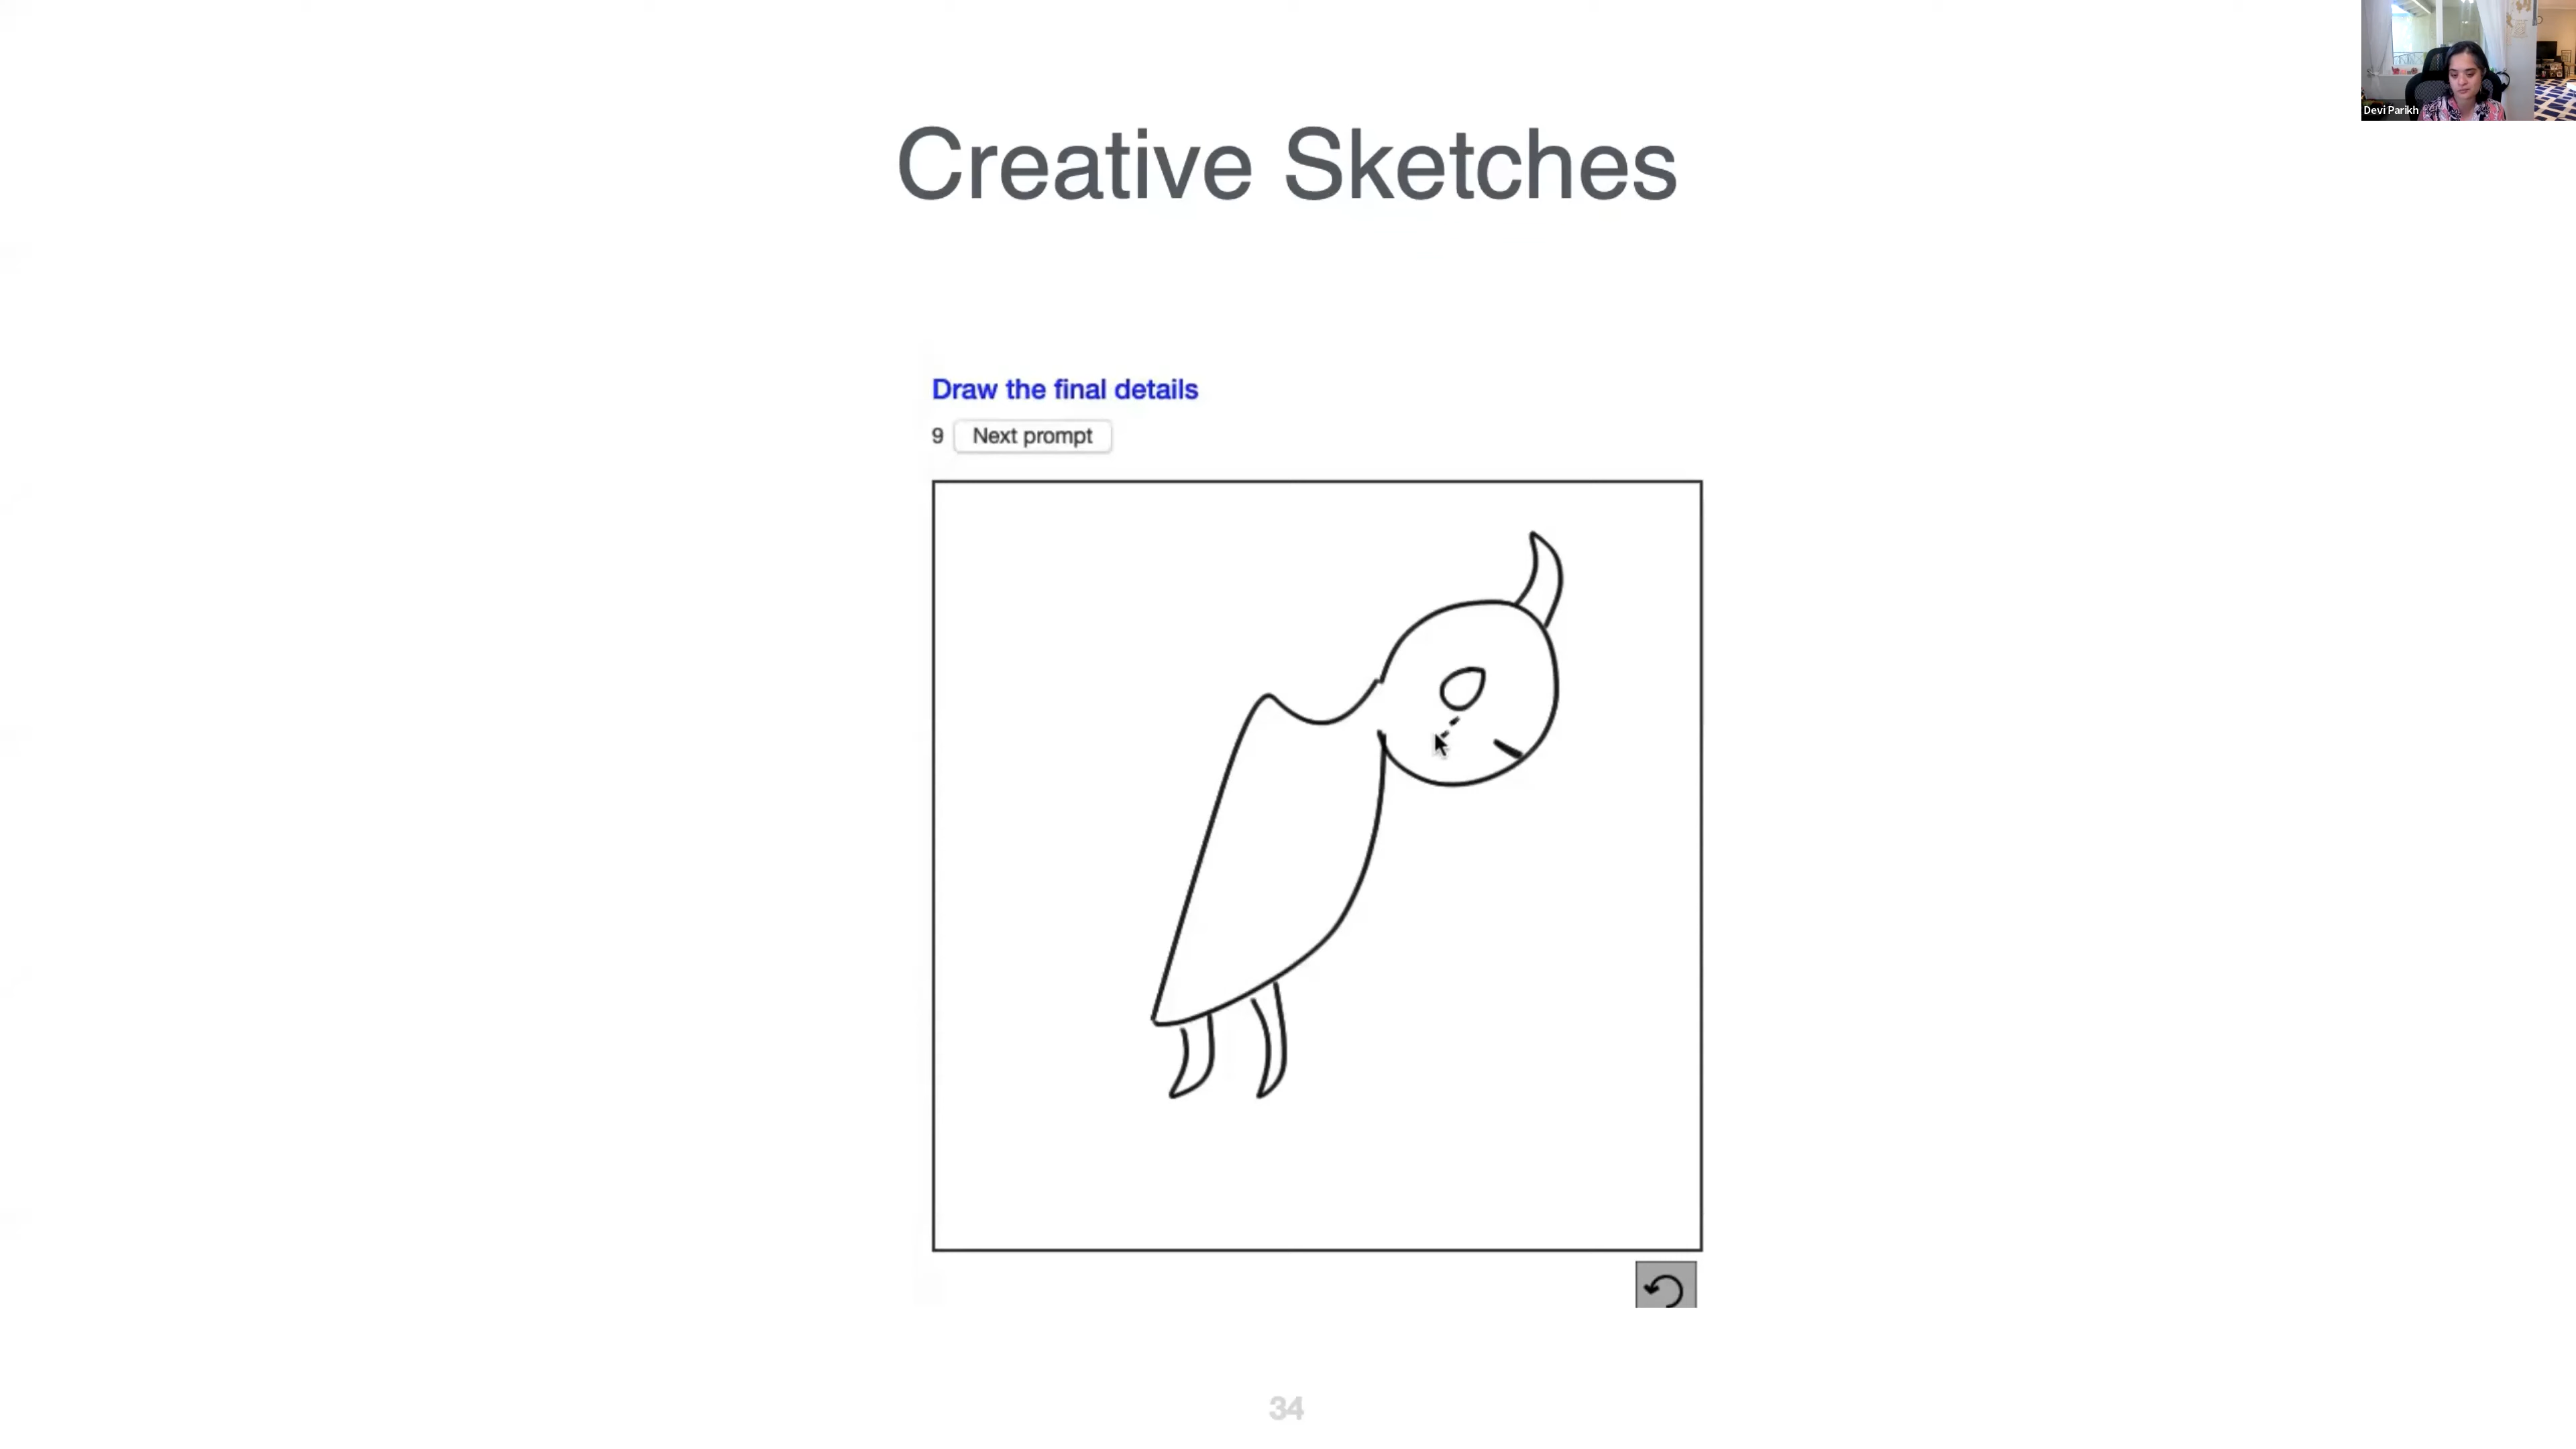 Devi Parikh
Creative Sketches
Draw the final details
9 Next prompt
34